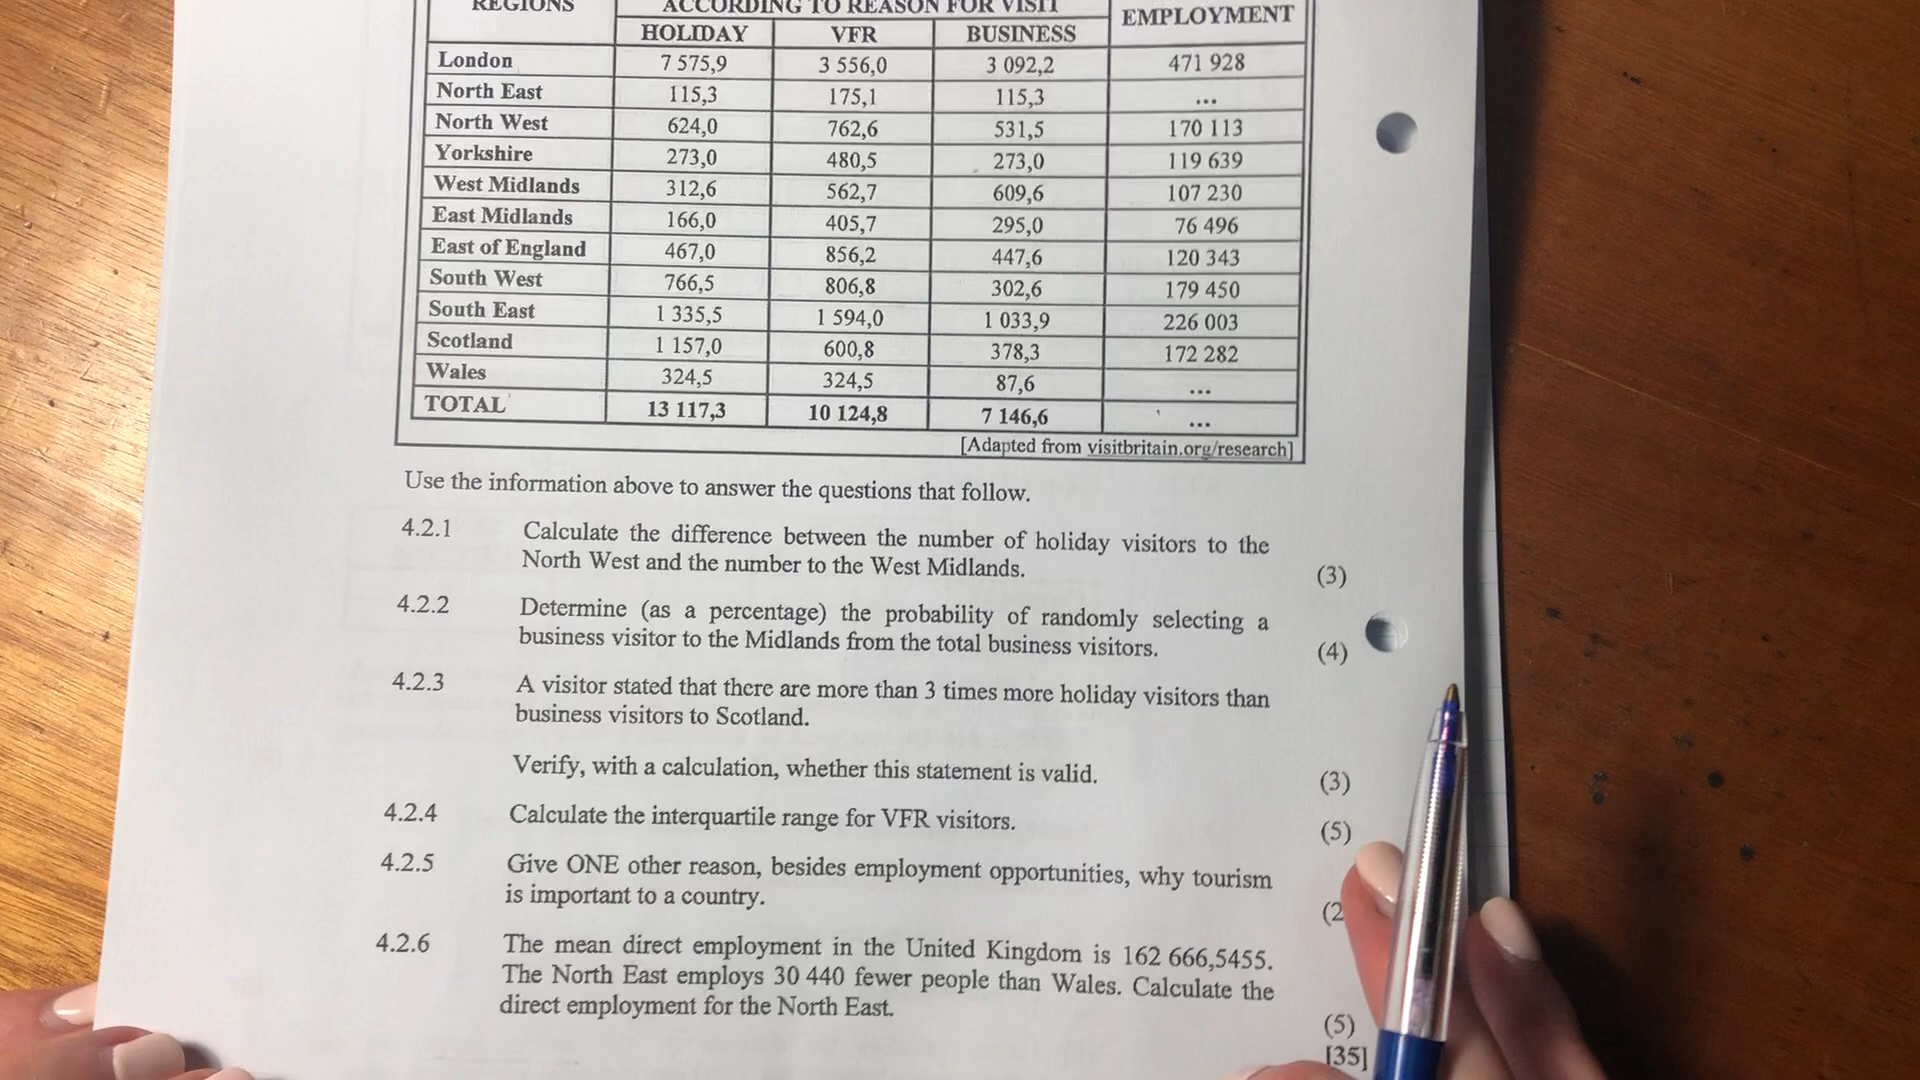 REGIONS ACCORDING TO REASON FOR VISIT EMPLOYMENT
HOLIDAY VFR BUSINESS
London 7 575,9 3 556,0 3 092,2 471 928
North East 115,3 175,1 115,3 ...
North West 624,0 762,6 531,5 170 113
Yorkshire 273,0 480,5 273,0 119 639
West Midlands 312,6 562,7 609,6 107 230
East Midlands 166,0 405,7 295,0 76 496
East of England 467,0 856,2 447,6 120 343
South West 766,5 806,8 302,6 179 450
South East 1 335,5 1 594,0 1 033,9 226 003
Scotland 1 157,0 600,8 378,3 172 282
Wales 324,5 324,5 87,6 ...
TOTAL 13 117,3 10 124,8 7 146,6 ...
[Adapted from visitbritain.org/research]
Use the information above to answer the questions that follow.
4.2.1 Calculate the difference between the number of holiday visitors to the
North West and the number to the West Midlands. (3)
4.2.2 Determine (as a percentage) the probability of randomly selecting a
business visitor to the Midlands from the total business visitors. (4)
4.2.3 A visitor stated that there are more than 3 times more holiday visitors than
business visitors to Scotland.
Verify, with a calculation, whether this statement is valid. (3)
4.2.4 Calculate the interquartile range for VFR visitors. (5)
4.2.5 Give ONE other reason, besides employment opportunities, why tourism
is important to a country. (2
4.2.6 The mean direct employment in the United Kingdom is 162 666,5455.
The North East employs 30 440 fewer people than Wales. Calculate the
direct employment for the North East. (5)
[35]